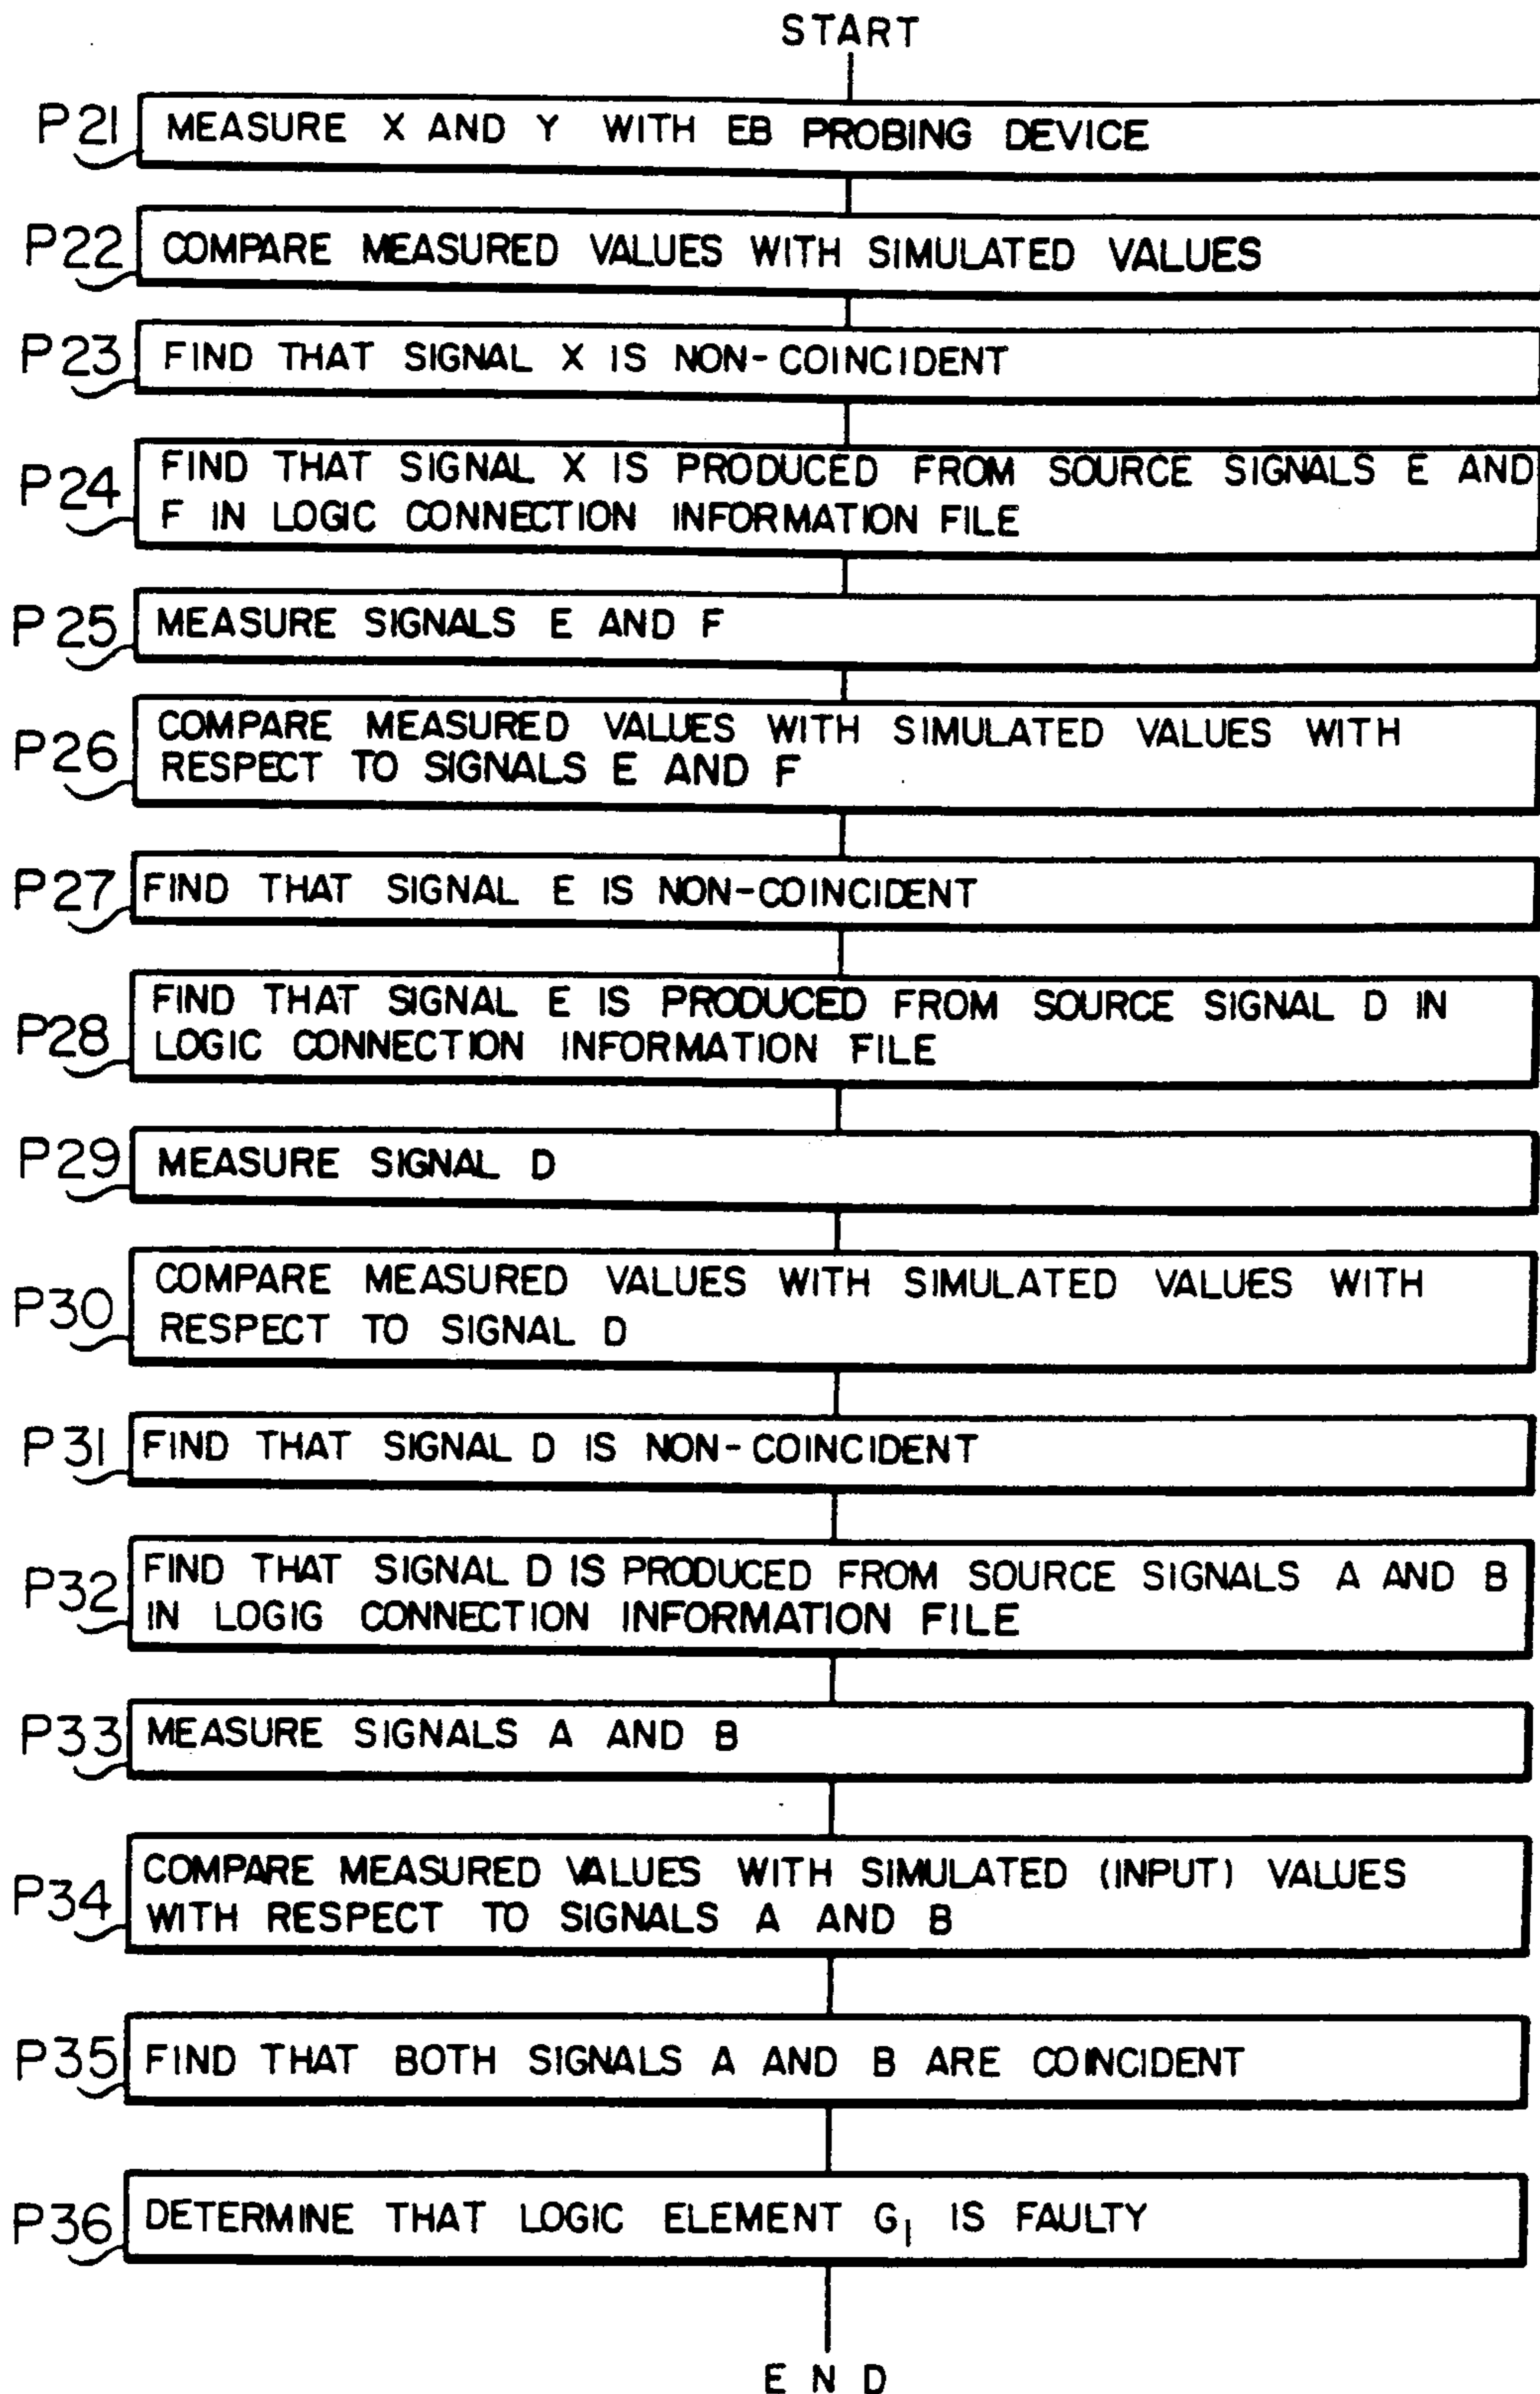 START
P21 MEASURE X AND Y WITH EB PROBING DEVICE
P22 COMPARE MEASURED VALUES WITH SIMULATED VALUES
P23 FIND THAT SIGNAL X IS NON-COINCIDENT
P24 FIND THAT SIGNAL X IS PRODUCED FROM SOURCE SIGNALS E AND
F IN LOGIC CONNECTION INFORMATION FILE
P25 MEASURE SIGNALS E AND F
P26 COMPARE MEASURED VALUES WITH SIMULATED VALUES WITH
RESPECT TO SIGNALS E AND F
P27 FIND THAT SIGNAL E IS NON-COINCIDENT
P28 FIND THAT SIGNAL E IS PRODUCED FROM SOURCE SIGNAL D IN
LOGIC CONNECTION INFORMATION FILE
P29 MEASURE SIGNAL D
P30 COMPARE MEASURED VALUES WITH SIMULATED VALUES WITH
RESPECT TO SIGNAL D
P31 FIND THAT SIGNAL D IS NON-COINCIDENT
P32 FIND THAT SIGNAL D IS PRODUCED FROM SOURCE SIGNALS A AND B
IN LOGIG CONNECTION INFORMATION FILE
P33 MEASURE SIGNALS A AND B
P34 COMPARE MEASURED VALUES WITH SIMULATED (INPUT) VALUES
WITH RESPECT TO SIGNALS A AND B
P35 FIND THAT BOTH SIGNALS A AND B ARE COINCIDENT
P36 DETERMINE THAT LOGIC ELEMENT G₁ IS FAULTY
END